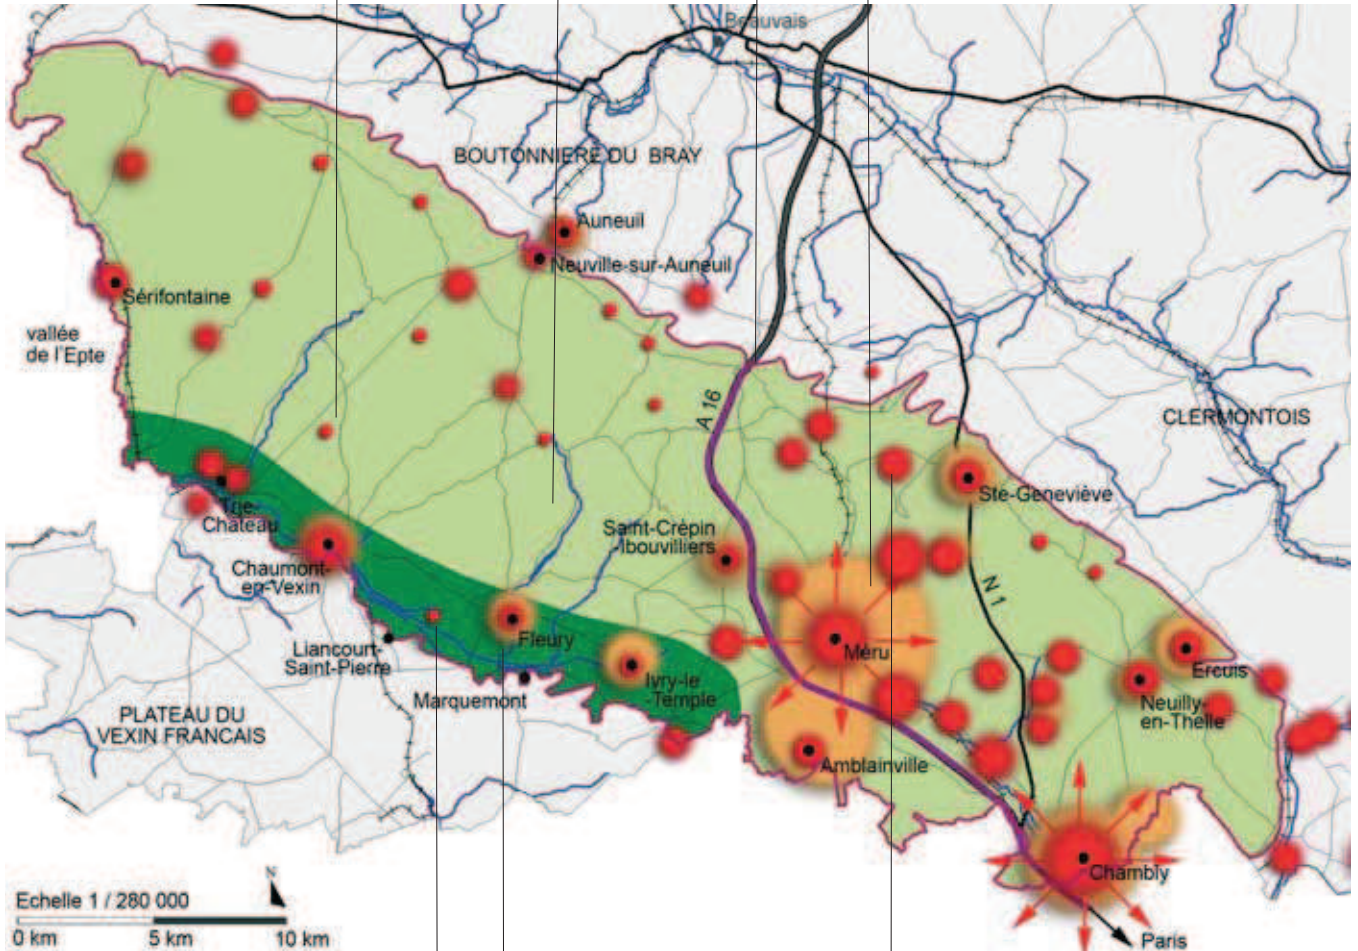 Beauvais
BOUTONNIERE DU BRAY
Auneuil
Neuville-sur-Auneuil
Sérifontaine
vallée
de l'Epte
A 16
CLERMONTOIS
Ste-Geneviève
Trie-
Château
Saint-Crépin
-Ibouvilliers
Chaumont-
en-Vexin
N 1
Fleury
Méru
Liancourt-
Saint-Pierre
Ivry-le
-Temple
Ercuis
Marquemont
Neuilly-
en-Thelle
PLATEAU DU
VEXIN FRANCAIS
Amblainville
Chambly
N
Echelle 1 / 280 000
0 km 5 km 10 km
Paris